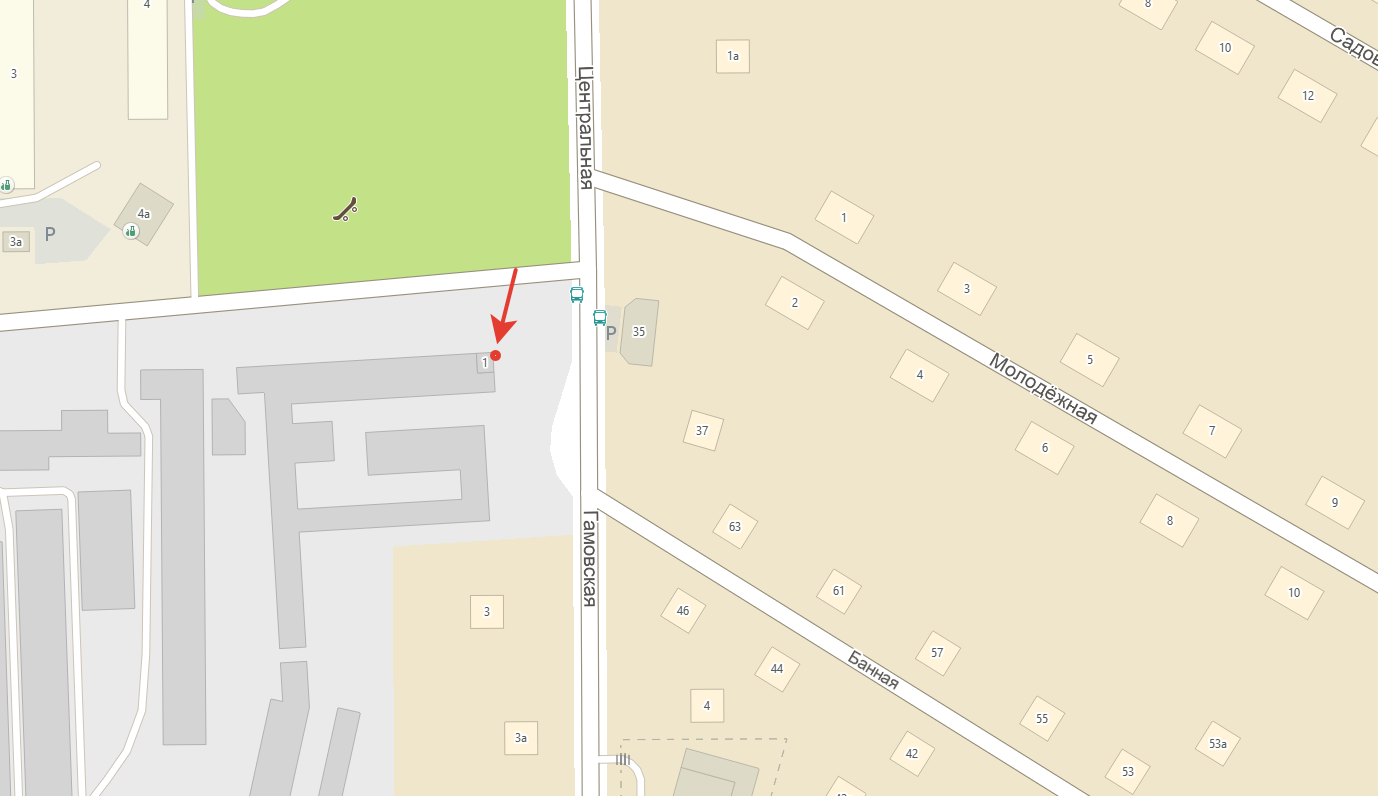 4
8
Садов
10
1а
3
12
Центральная
4а
1
P
3а
3
2
35
P
5
1
4
Молодёжная
37
7
6
9
8
63
Гамовская
61
10
3
46
57
44
Банная
4
55
3а
53а
42
53